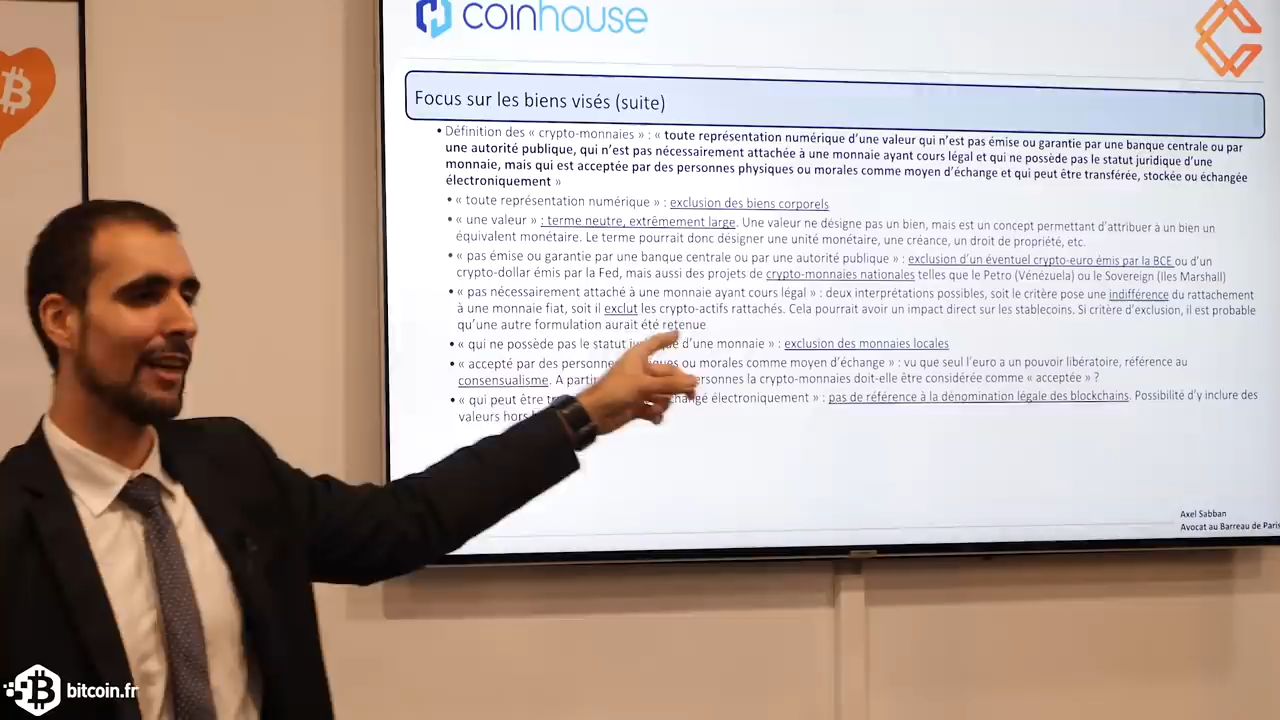 coinhouse
Focus sur les biens visés (suite)
• Définition des « crypto-monnaies » : « toute représentation numérique d’une valeur qui n’est pas émise ou garantie par une banque centrale ou par
une autorité publique, qui n’est pas nécessairement attachée à une monnaie ayant cours légal et qui ne possède pas le statut juridique d’une
monnaie, mais qui est acceptée par des personnes physiques ou morales comme moyen d’échange et qui peut être transférée, stockée ou échangée
électroniquement »
• « toute représentation numérique » : exclusion des biens corporels
• « une valeur » : terme neutre, extrêmement large. Une valeur ne désigne pas un bien, mais est un concept permettant d’attribuer à un bien un
équivalent monétaire. Le terme pourrait donc désigner une unité monétaire, une créance, un droit de propriété, etc.
• « pas émise ou garantie par une banque centrale ou par une autorité publique » : exclusion d’un éventuel crypto-euro émis par la BCE ou d’un
crypto-dollar émis par la Fed, mais aussi des projets de crypto-monnaies nationales telles que le Petro (Vénézuela) ou le Sovereign (Iles Marshall)
• « pas nécessairement attaché à une monnaie ayant cours légal » : deux interprétations possibles, soit le critère pose une indifférence du rattachement
à une monnaie fiat, soit il exclut les crypto-actifs rattachés. Cela pourrait avoir un impact direct sur les stablecoins. Si critère d’exclusion, il est probable
qu’une autre formulation aurait été retenue
• « qui ne possède pas le statut d’une monnaie » : exclusion des monnaies locales
• « accepté par des ou morales comme moyen d’échange » : vu que seul l’euro a un pouvoir libératoire, référence au
consensualisme. A la crypto-monnaies doit-elle être considérée comme « acceptée » ?
• « qui peut être électroniquement » : pas de référence à la dénomination légale des blockchains. Possibilité d’y inclure des
valeurs
Axel Sabban
Avocat au Barreau de Paris
bitcoin.fr